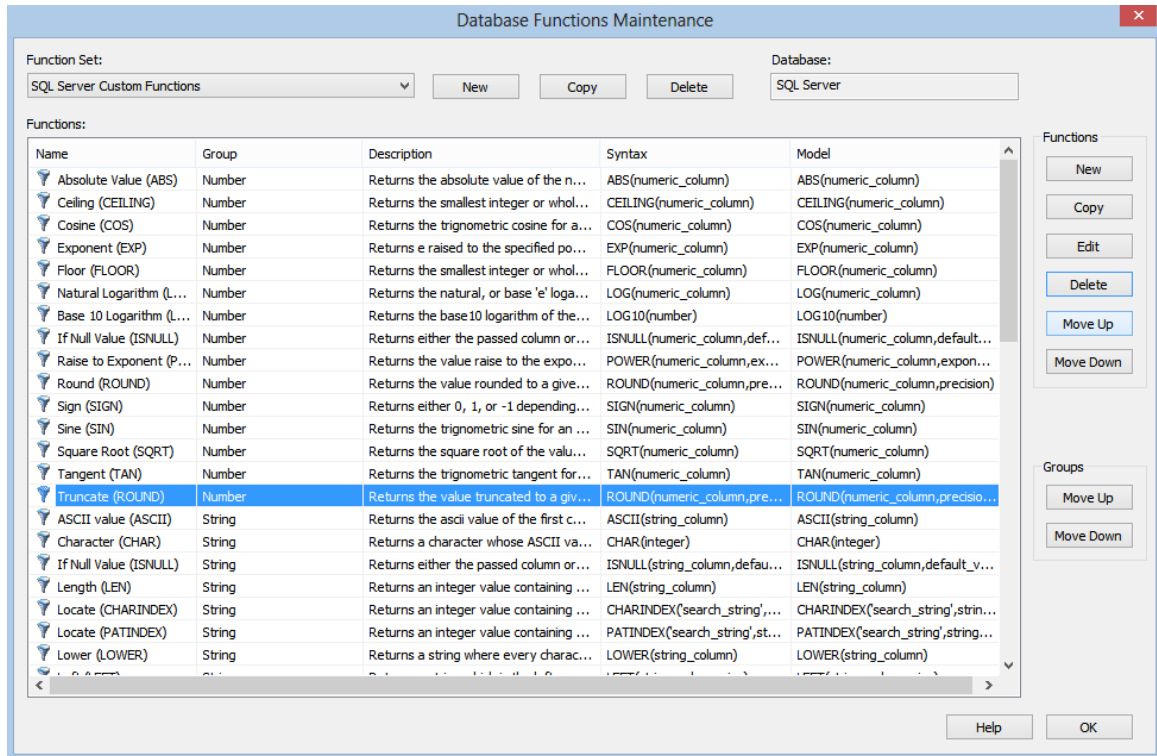 Database Functions Maintenance
Function Set:
Database:
SQL Server Custom Functions
New
Copy
Delete
SQL Server
Functions:
Name Group Description Syntax Model
Absolute Value (ABS) Number Returns the absolute value of the n... ABS(numeric_column) ABS(numeric_column)
Ceiling (CEILING) Number Returns the smallest integer or whol... CEILING(numeric_column) CEILING(numeric_column)
Cosine (COS) Number Returns the trignometric cosine for a... COS(numeric_column) COS(numeric_column)
Exponent (EXP) Number Returns e raised to the specified po... EXP(numeric_column) EXP(numeric_column)
Floor (FLOOR) Number Returns the smallest integer or whol... FLOOR(numeric_column) FLOOR(numeric_column)
Natural Logarithm (L... Number Returns the natural, or base 'e' loga... LOG(numeric_column) LOG(numeric_column)
Base 10 Logarithm (L... Number Returns the base10 logarithm of the... LOG10(number) LOG10(number)
If Null Value (ISNULL) Number Returns either the passed column or... ISNULL(numeric_column,def... ISNULL(numeric_column,default...
Raise to Exponent (P... Number Returns the value raise to the expo... POWER(numeric_column,ex... POWER(numeric_column,expon...
Round (ROUND) Number Returns the value rounded to a give... ROUND(numeric_column,pre... ROUND(numeric_column,precision)
Sign (SIGN) Number Returns either 0, 1, or -1 depending... SIGN(numeric_column) SIGN(numeric_column)
Sine (SIN) Number Returns the trignometric sine for an ... SIN(numeric_column) SIN(numeric_column)
Square Root (SQRT) Number Returns the square root of the valu... SQRT(numeric_column) SQRT(numeric_column)
Tangent (TAN) Number Returns the trignometric tangent for... TAN(numeric_column) TAN(numeric_column)
Truncate (ROUND) Number Returns the value truncated to a giv... ROUND(numeric_column,pre... ROUND(numeric_column,precisio...
ASCII value (ASCII) String Returns the ascii value of the first c... ASCII(string_column) ASCII(string_column)
Character (CHAR) String Returns a character whose ASCII va... CHAR(integer) CHAR(integer)
If Null Value (ISNULL) String Returns either the passed column or... ISNULL(string_column,defau... ISNULL(string_column,default_v...
Length (LEN) String Returns an integer value containing ... LEN(string_column) LEN(string_column)
Locate (CHARINDEX) String Returns an integer value containing ... CHARINDEX('search_string',... CHARINDEX('search_string',strin...
Locate (PATINDEX) String Returns an integer value containing ... PATINDEX('search_string',st... PATINDEX('search_string',string...
Lower (LOWER) String Returns a string where every charac... LOWER(string_column) LOWER(string_column)
Functions
New
Copy
Edit
Delete
Move Up
Move Down
Groups
Move Up
Move Down
Help
OK